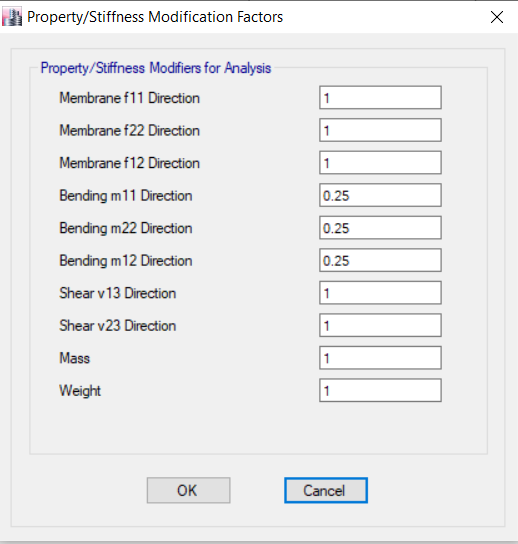 Property/Stiffness Modification Factors
Property/Stiffness Modifiers for Analysis
Membrane f11 Direction 1
Membrane f22 Direction 1
Membrane f12 Direction 1
Bending m11 Direction 0.25
Bending m22 Direction 0.25
Bending m12 Direction 0.25
Shear v13 Direction 1
Shear v23 Direction 1
Mass 1
Weight 1
OK Cancel